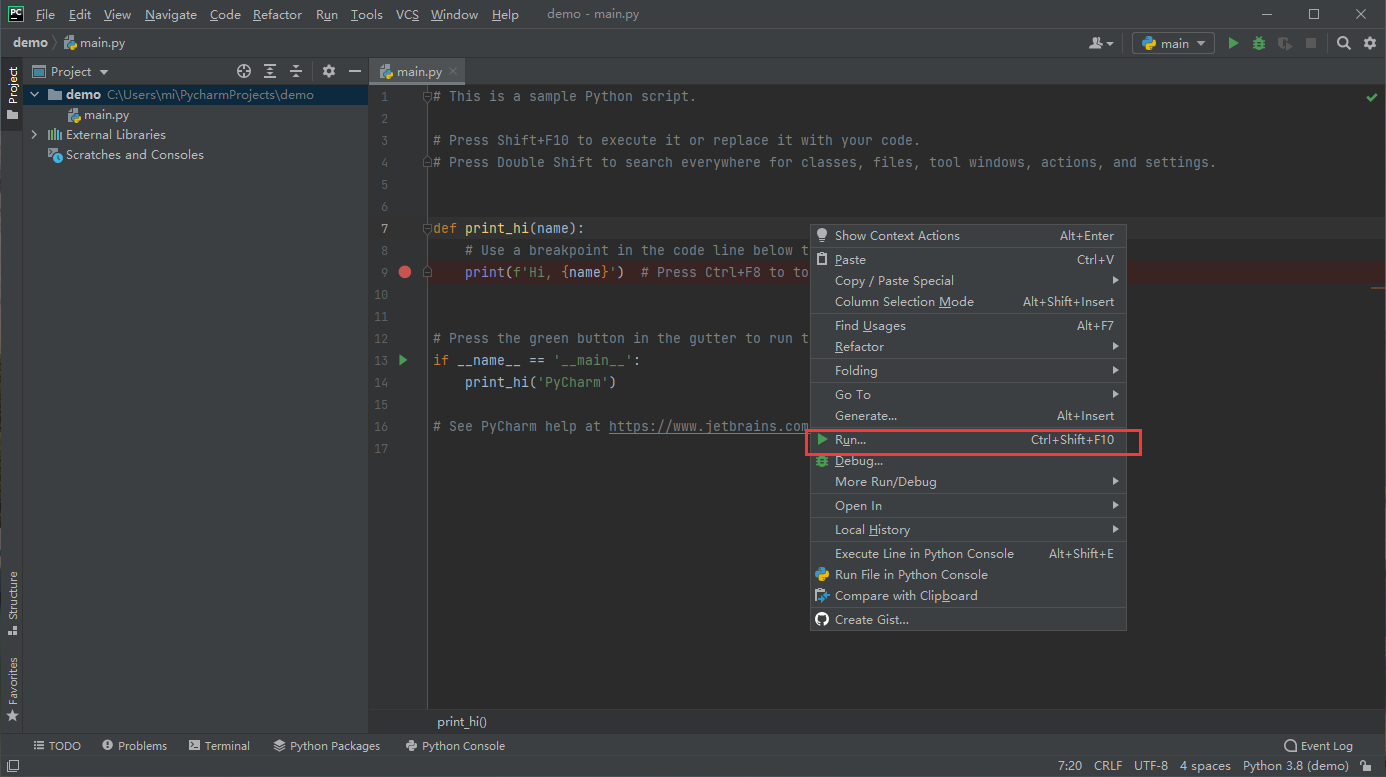 PC File Edit View Navigate Code Refactor Run Tools VCS Window Help demo - main.py
demo main.py main
Project
Project
main.py
demo C:\Users\mi\PycharmProjects\demo
main.py
External Libraries
Scratches and Consoles
1 # This is a sample Python script.
2
3 # Press Shift+F10 to execute it or replace it with your code.
4 # Press Double Shift to search everywhere for classes, files, tool windows, actions, and settings.
5
6
7 def print_hi(name):
8 # Use a breakpoint in the code line below t
9 print(f'Hi, {name}') # Press Ctrl+F8 to to
10
11
12 # Press the green button in the gutter to run t
13 if __name__ == '__main__':
14 print_hi('PyCharm')
15
16 # See PyCharm help at https://www.jetbrains.com
17
Show Context Actions Alt+Enter
Paste Ctrl+V
Copy / Paste Special
Column Selection Mode Alt+Shift+Insert
Find Usages Alt+F7
Refactor
Folding
Go To
Generate... Alt+Insert
Run... Ctrl+Shift+F10
Debug...
More Run/Debug
Open In
Local History
Execute Line in Python Console Alt+Shift+E
Run File in Python Console
Compare with Clipboard
Create Gist...
Structure
Favorites
print_hi()
TODO Problems Terminal Python Packages Python Console Event Log
7:20 CRLF UTF-8 4 spaces Python 3.8 (demo)